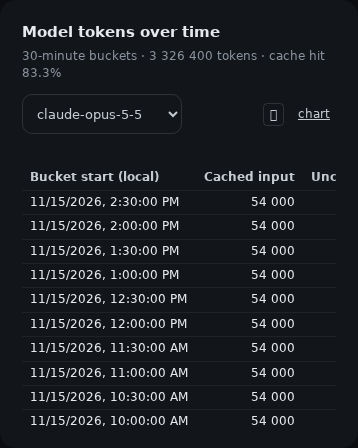 Model tokens over time
30-minute buckets · 3 326 400 tokens · cache hit
83.3%
claude-opus-5-5 chart
Bucket start (local) Cached input Unc
11/15/2026, 2:30:00 PM 54 000
11/15/2026, 2:00:00 PM 54 000
11/15/2026, 1:30:00 PM 54 000
11/15/2026, 1:00:00 PM 54 000
11/15/2026, 12:30:00 PM 54 000
11/15/2026, 12:00:00 PM 54 000
11/15/2026, 11:30:00 AM 54 000
11/15/2026, 11:00:00 AM 54 000
11/15/2026, 10:30:00 AM 54 000
11/15/2026, 10:00:00 AM 54 000